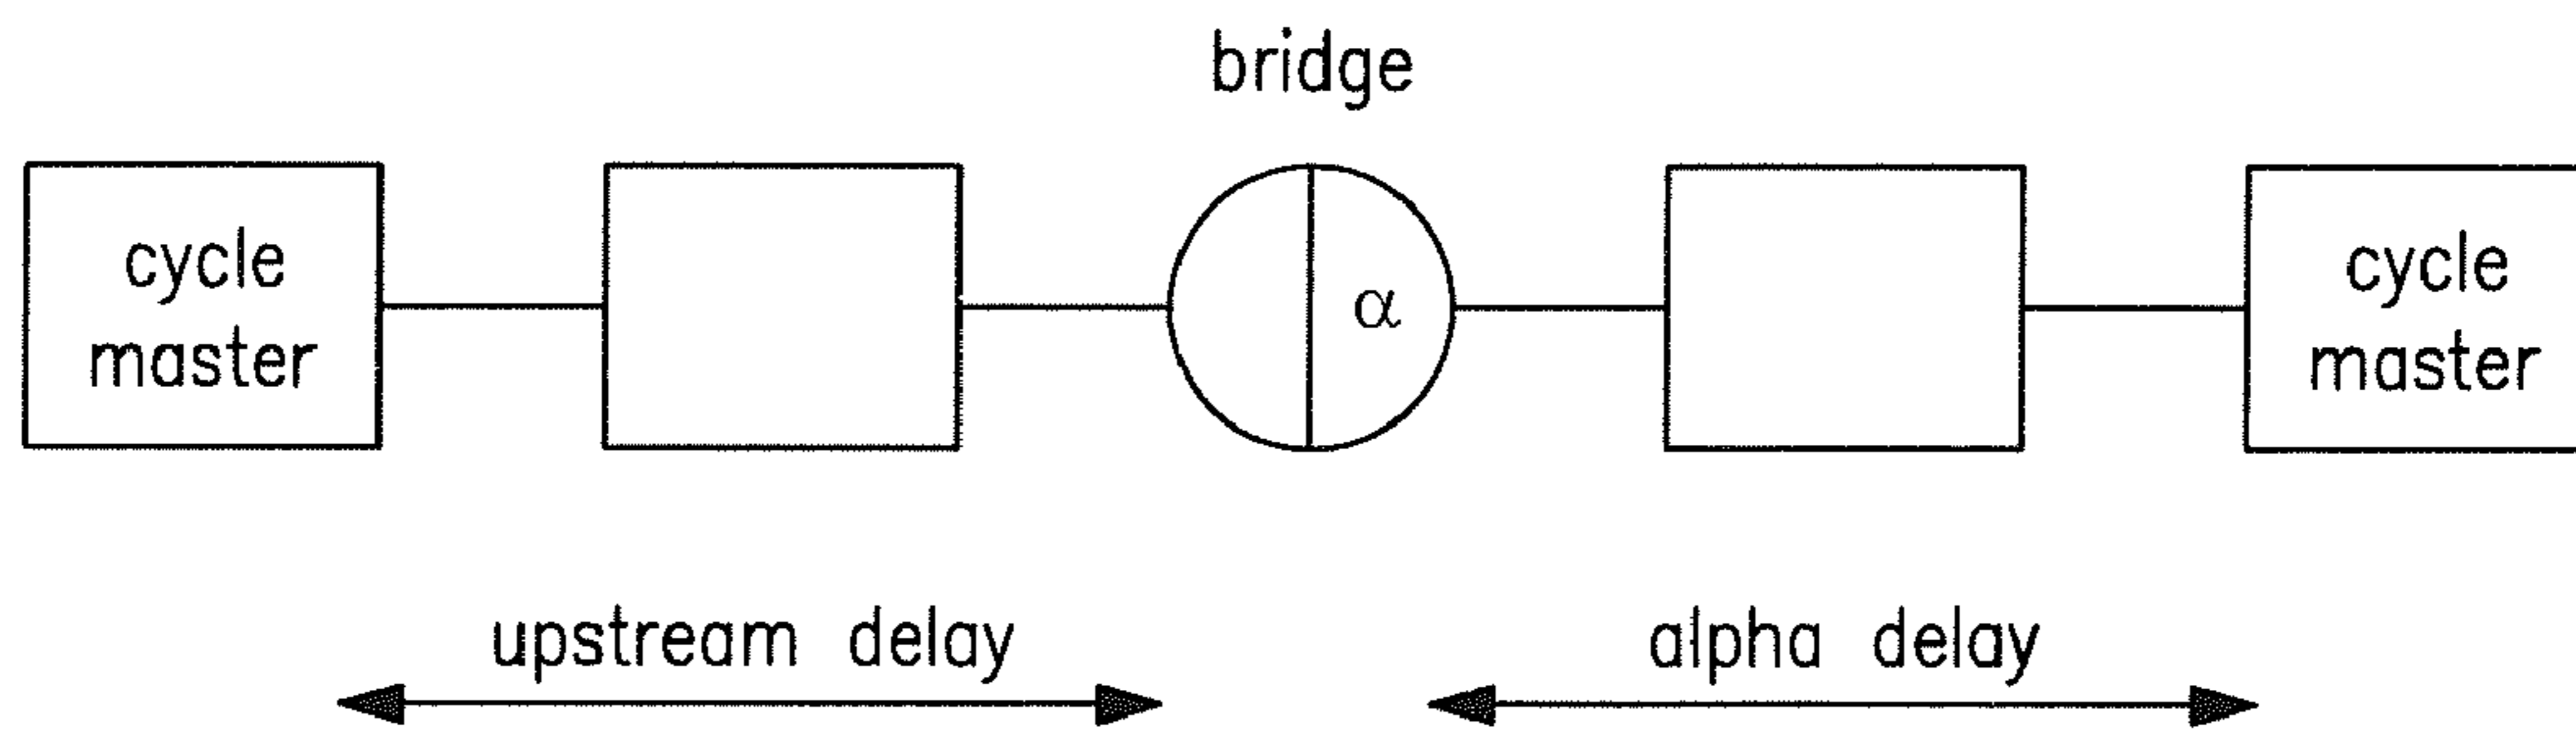 bridge
cycle
master
α
cycle
master
upstream delay
alpha delay